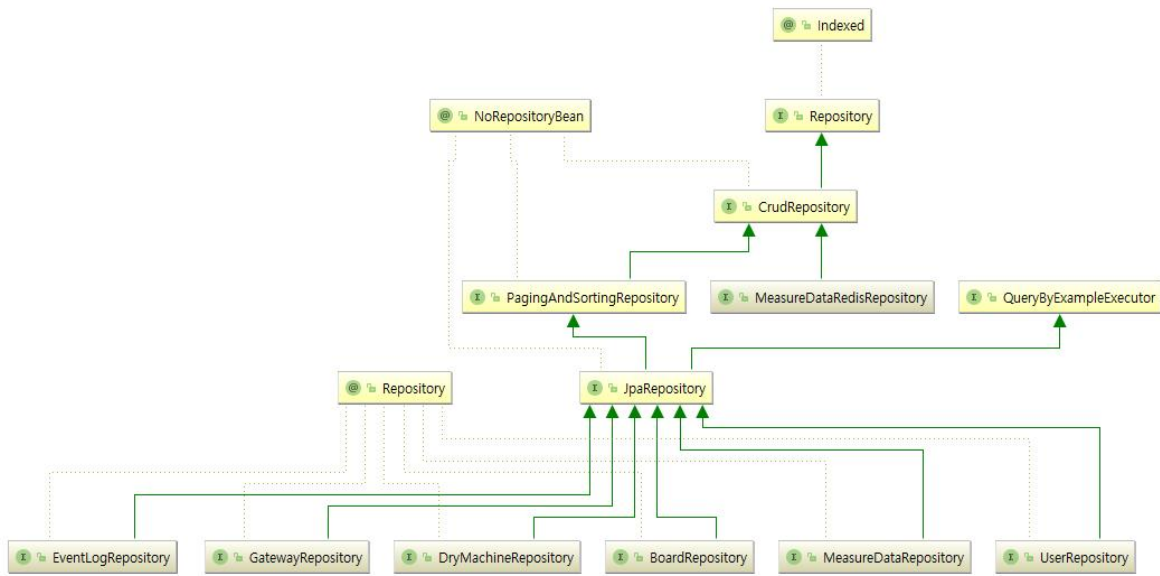 @ Indexed
@ NoRepositoryBean
I Repository
I CrudRepository
I PagingAndSortingRepository
I MeasureDataRedisRepository
I QueryByExampleExecutor
@ Repository
I JpaRepository
I EventLogRepository
I GatewayRepository
I DryMachineRepository
I BoardRepository
I MeasureDataRepository
I UserRepository